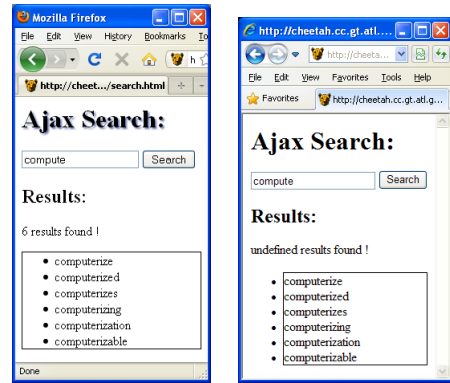 Mozilla Firefox
File Edit View History Bookmarks To
h
http://cheet.../search.html
Ajax Search:
compute Search
Results:
6 results found !
computerize
computerized
computerizes
computerizing
computerization
computerizable
Done
http://cheetah.cc.gt.atl....
http://cheeta...
File Edit View Favorites Tools Help
Favorites http://cheetah.cc.gt.atl.g...
Ajax Search:
compute Search
Results:
undefined results found !
computerize
computerized
computerizes
computerizing
computerization
computerizable